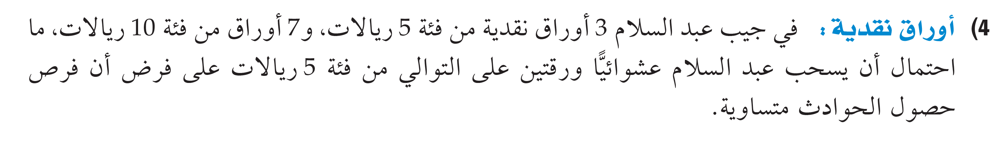 4) أوراق نقدية: في جيب عبد السلام 3 أوراق نقدية من فئة 5 ريالات، و 7 أوراق من فئة 10 ريالات، ما
احتمال أن يسحب عبد السلام عشوائيًّا ورقتين على التوالي من فئة 5 ريالات على فرض أن فرص
حصول الحوادث متساوية.